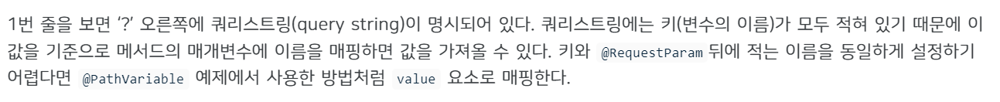 1번 줄을 보면 ‘?’ 오른쪽에 쿼리스트링(query string)이 명시되어 있다. 쿼리스트링에는 키(변수의 이름)가 모두 적혀 있기 때문에 이
값을 기준으로 메서드의 매개변수에 이름을 매핑하면 값을 가져올 수 있다. 키와 @RequestParam 뒤에 적는 이름을 동일하게 설정하기
어렵다면 @PathVariable 예제에서 사용한 방법처럼 value 요소로 매핑한다.